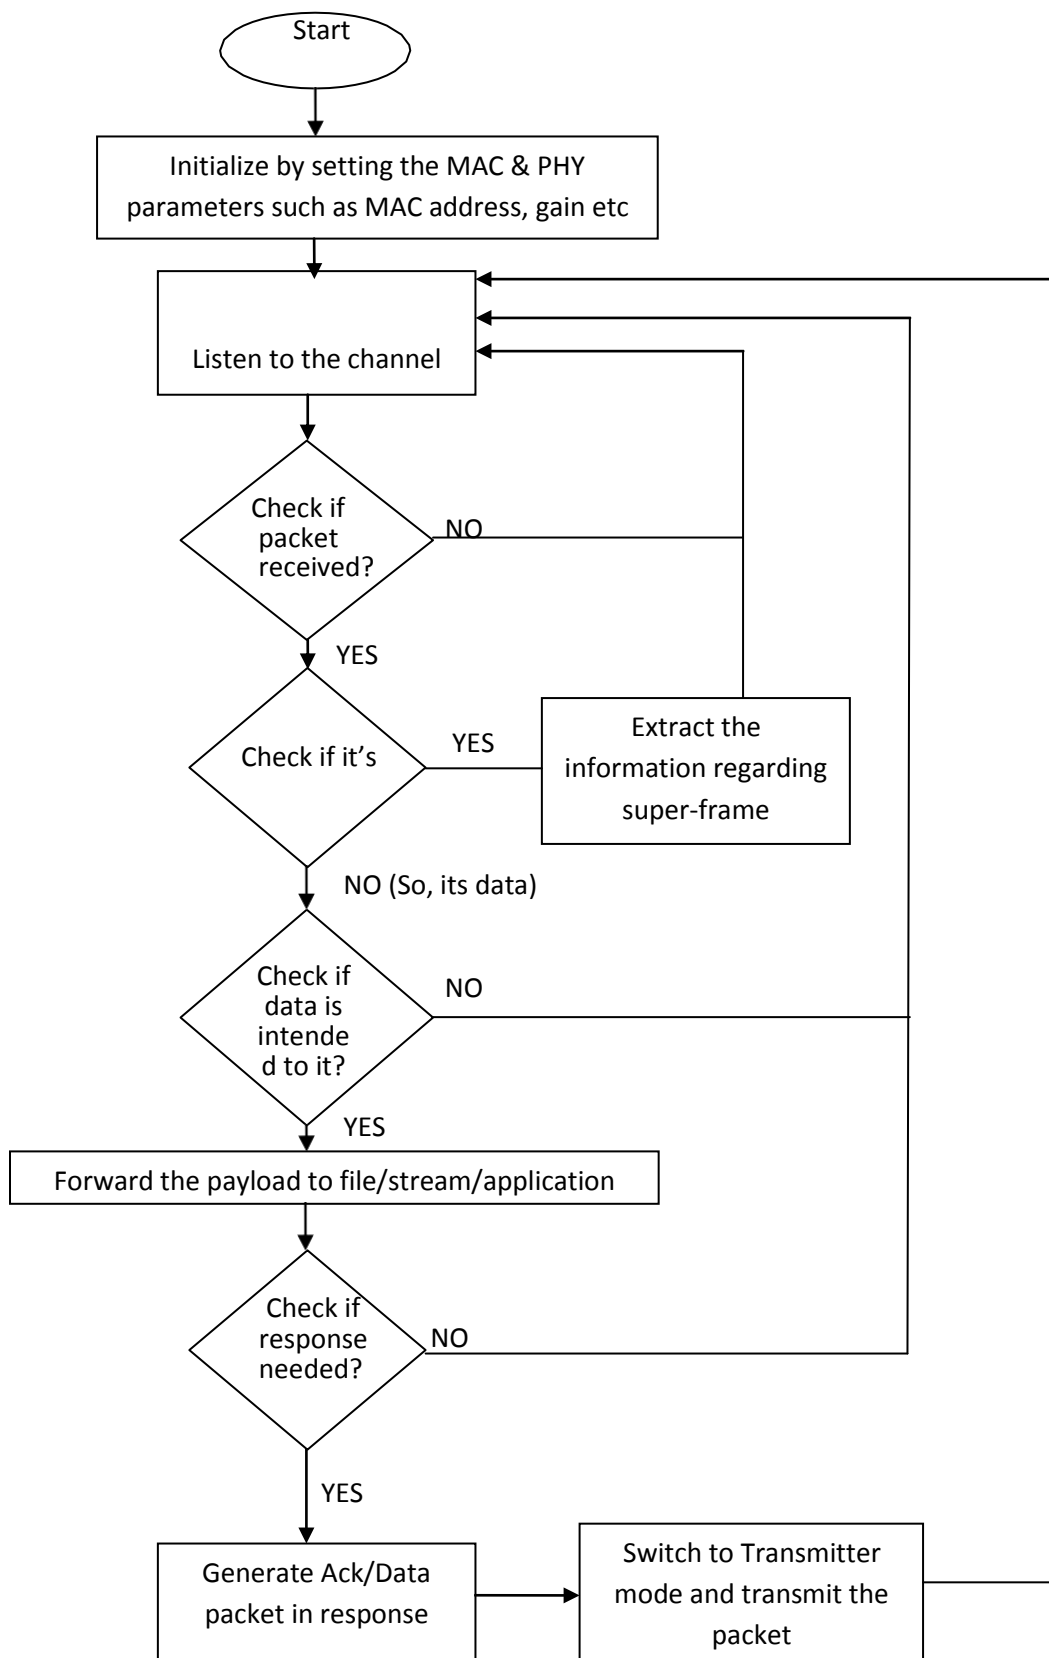 Start
Initialize by setting the MAC & PHY
parameters such as MAC address, gain etc
Listen to the channel
Check if
packet
received?
NO
YES
Check if it’s
YES
Extract the
information regarding
super-frame
NO (So, its data)
Check if
data is
intende
d to it?
NO
YES
Forward the payload to file/stream/application
Check if
response
needed?
NO
YES
Generate Ack/Data
packet in response
Switch to Transmitter
mode and transmit the
packet